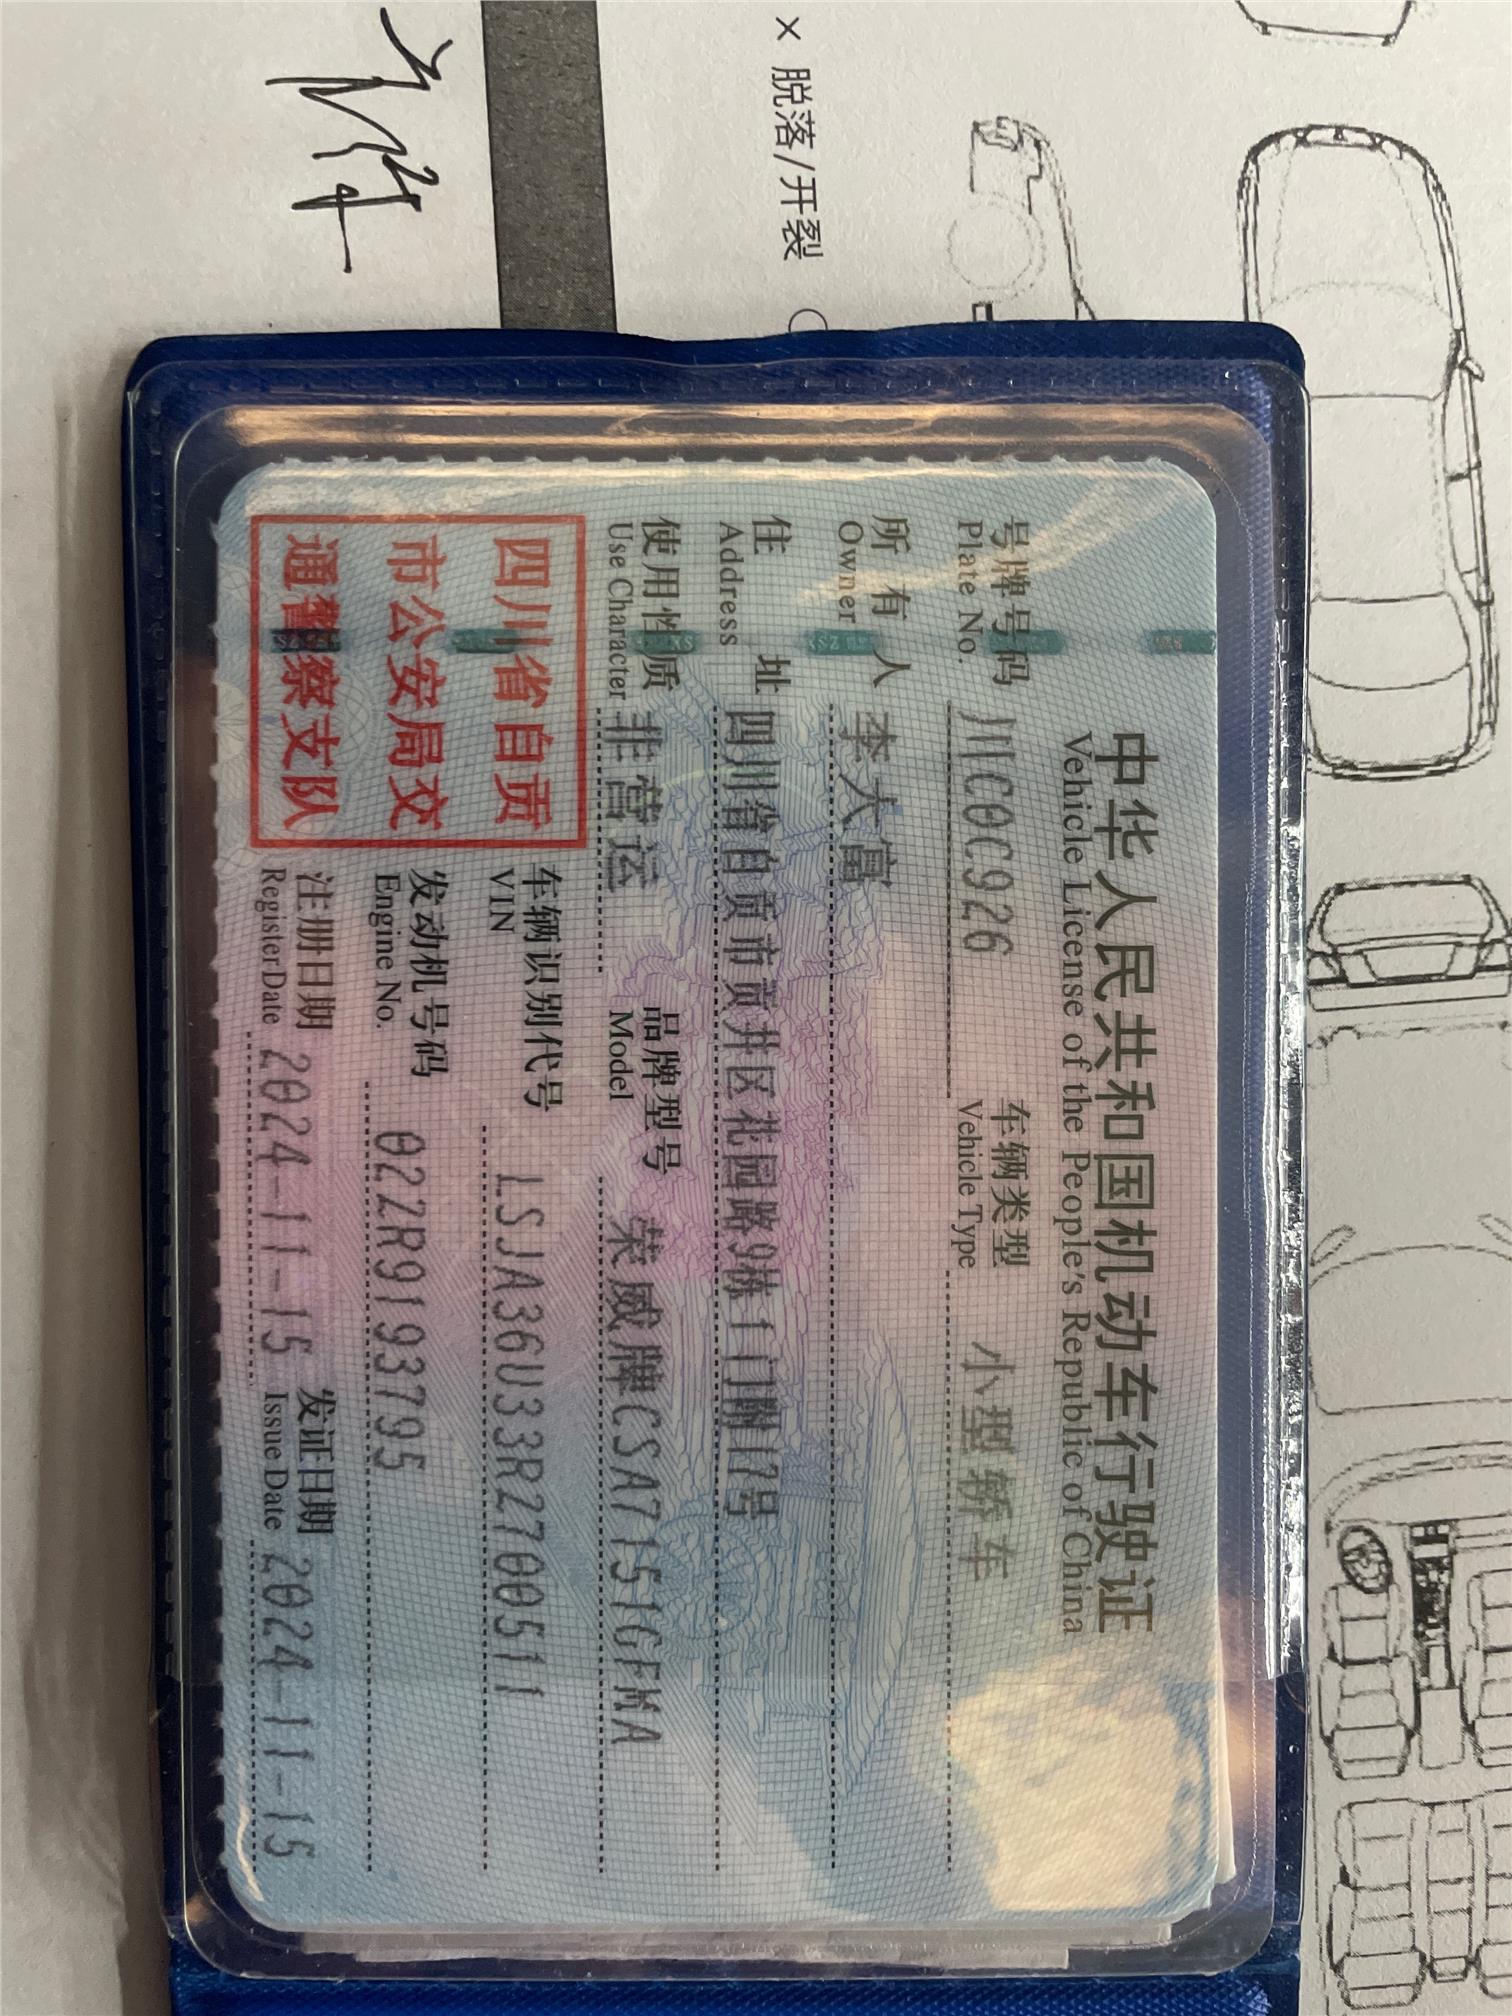 × 脱落/开裂
中华人民共和国机动车行驶证
Vehicle License of the People's Republic of China
号牌号码 川C0C926 车辆类型 小型轿车
Plate No. Vehicle Type
所有人 李大富
Owner
住址 四川省自贡市贡井区花园路9栋1门附17号
Address
使用性质 非营运 品牌型号 荣威牌CSA7151GFMA
Use Character Model
四川省自贡
市公安局交
通警察支队
车辆识别代号 LSJA36U33R2700511
VIN
发动机号码 022R9193795
Engine No.
注册日期 2024-11-15 发证日期 2024-11-15
Register Date Issue Date